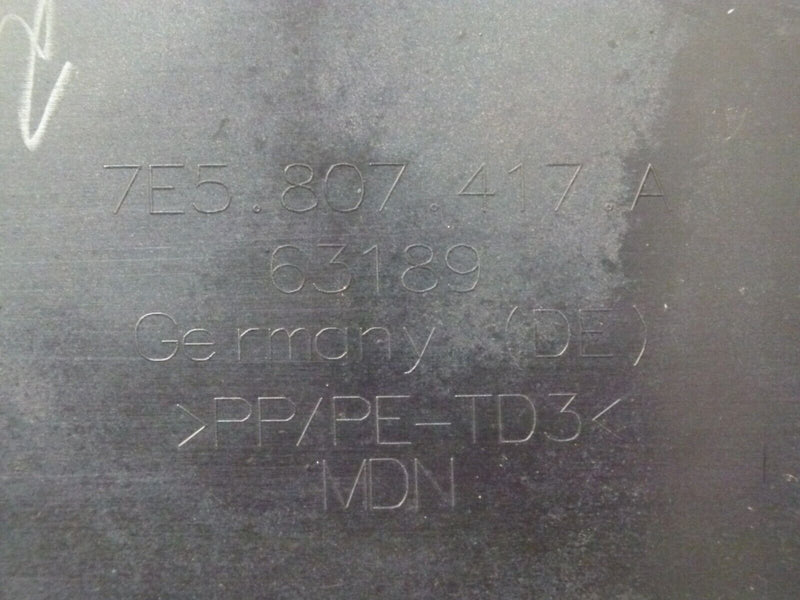 7E5.807.417.A
63189
Germany (DE)
>PP/PE-TD3<
MDN